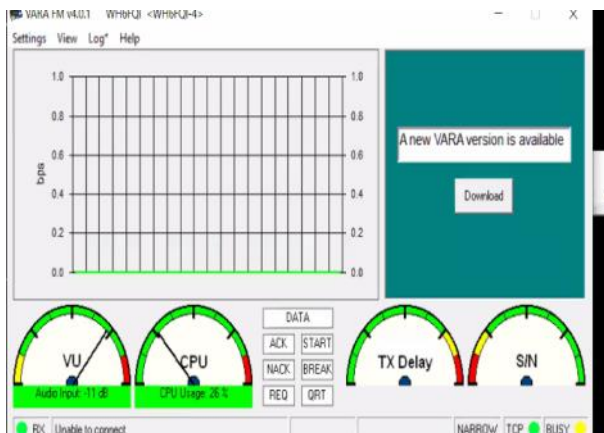 VARA FM v4.0.1 WH6FQI <WH6FQI-4>
Settings View Log* Help
1.0 1.0
0.8 0.8
0.6 0.6
0.4 0.4
0.2 0.2
0.0 0.0
bps
A new VARA version is available
Download
VU
Audio Input: -11 dB
CPU
CPU Usage: 26 %
DATA
ACK START
NACK BREAK
REQ QRT
TX Delay
S/N
RX Unable to connect NARROW TCP BUSY